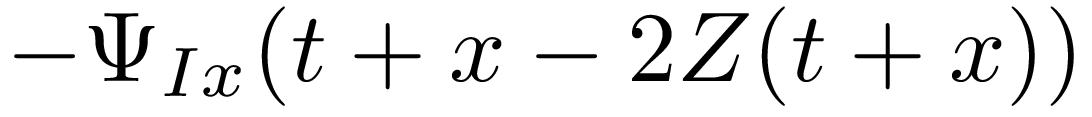 −Ψ_{Ix}(t + x − 2Z(t + x))